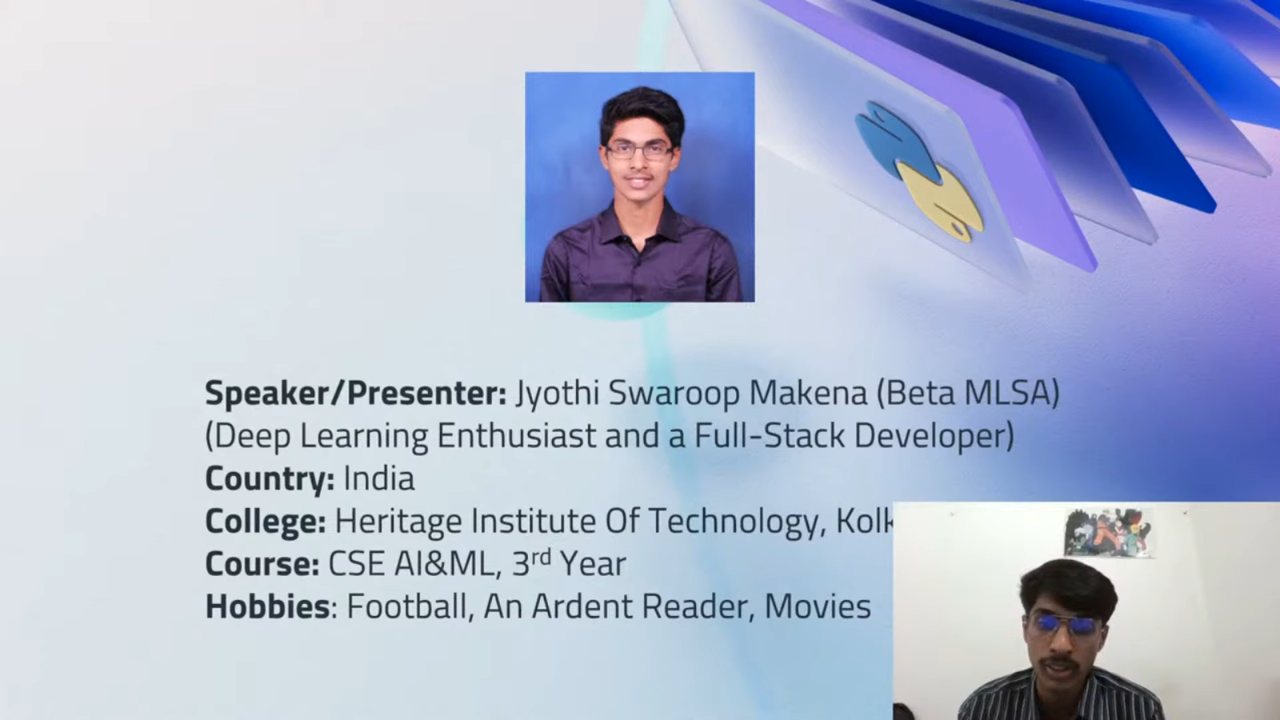 Speaker/Presenter: Jyothi Swaroop Makena (Beta MLSA)
(Deep Learning Enthusiast and a Full-Stack Developer)
Country: India
College: Heritage Institute Of Technology, Kolk
Course: CSE AI&ML, 3rd Year
Hobbies: Football, An Ardent Reader, Movies